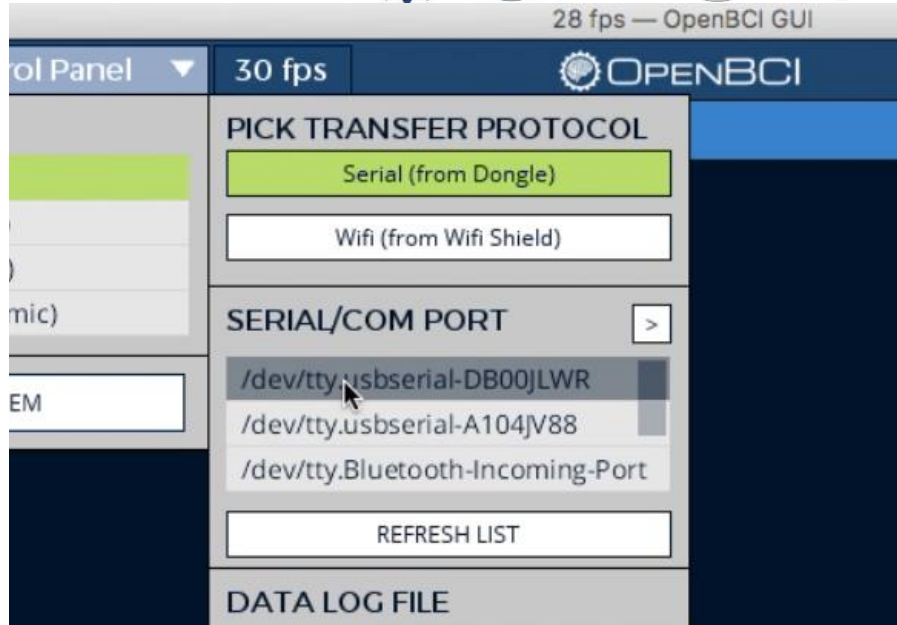 28 fps — OpenBCI GUI
rol Panel
30 fps
OPENBCI
PICK TRANSFER PROTOCOL
Serial (from Dongle)
)
Wifi (from Wifi Shield)
)
mic)
SERIAL/COM PORT
>
/dev/tty.usbserial-DB00JLWR
EM
/dev/tty.usbserial-A104JV88
/dev/tty.Bluetooth-Incoming-Port
REFRESH LIST
DATA LOG FILE